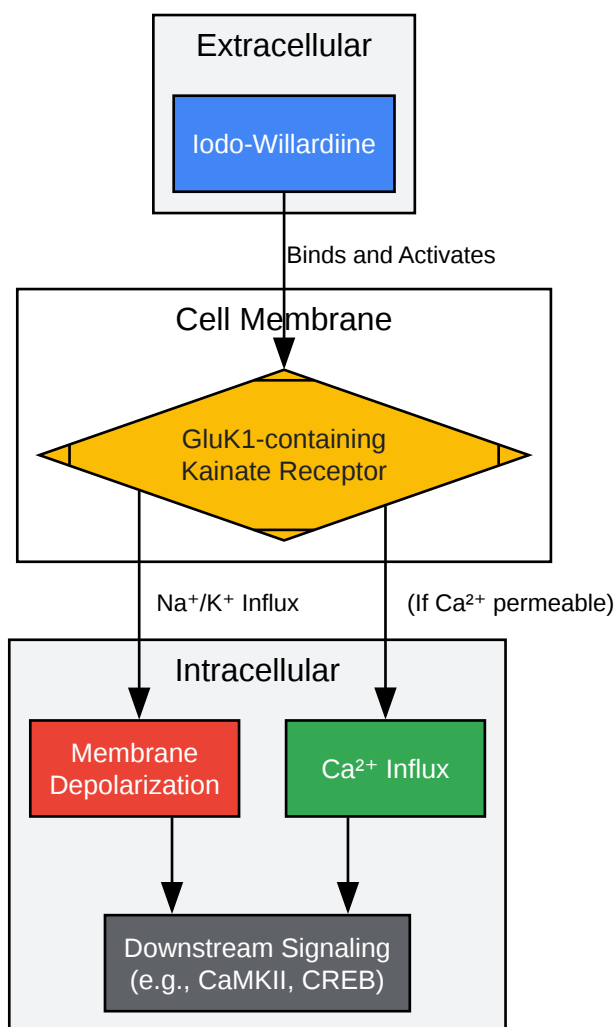 Extracellular
Iodo-Willardiine
Binds and Activates
Cell Membrane
GluK1-containing
Kainate Receptor
Na⁺/K⁺ Influx
(If Ca²⁺ permeable)
Intracellular
Membrane
Depolarization
Ca²⁺ Influx
Downstream Signaling
(e.g., CaMKII, CREB)